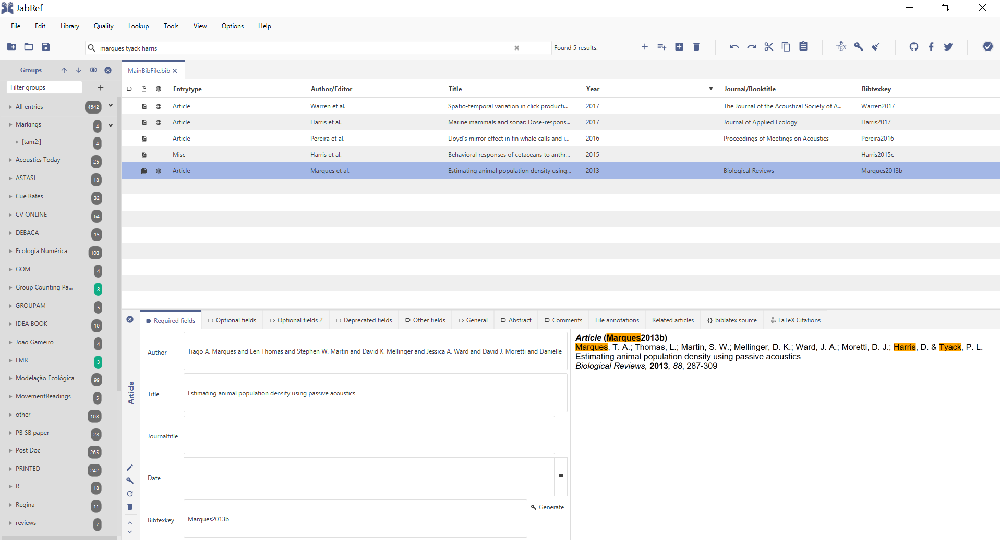 JabRef
File Edit Library Quality Lookup Tools View Options Help
marques tyack harris Found 5 results.
TEX
Groups
Filter groups
All entries 4642
Markings 4
[tam2:] 4
Acoustics Today 25
ASTASI 18
Cue Rates 32
CV ONLINE 64
DEBACA 15
Ecologia Numérica 103
GOM 4
Group Counting Pa... 8
GROUPAM 5
IDEA BOOK 10
Joao Gameiro 4
LMR 3
Modelação Ecológica 99
MovementReadings 5
other 108
PB SB paper 28
Post Doc 265
PRINTED 242
R 18
Regina 11
reviews 7
MainBibFile.bib
Entrytype Author/Editor Title Year Journal/Booktitle Bibtexkey
Article Warren et al. Spatio-temporal variation in click producti... 2017 The Journal of the Acoustical Society of A... Warren2017
Article Harris et al. Marine mammals and sonar: Dose-respons... 2017 Journal of Applied Ecology Harris2017
Article Pereira et al. Lloyd's mirror effect in fin whale calls and i... 2016 Proceedings of Meetings on Acoustics Pereira2016
Misc Harris et al. Behavioral responses of cetaceans to anthr... 2015 Harris2015c
Article Marques et al. Estimating animal population density using... 2013 Biological Reviews Marques2013b
Required fields Optional fields Optional fields 2 Deprecated fields Other fields General Abstract Comments File annotations Related articles {} biblatex source TEX LaTeX Citations
Article
Author Tiago A. Marques and Len Thomas and Stephen W. Martin and David K. Mellinger and Jessica A. Ward and David J. Moretti and Danielle
Title Estimating animal population density using passive acoustics
Journaltitle
Date
Bibtexkey Marques2013b Generate
Article (Marques2013b)
Marques, T. A.; Thomas, L.; Martin, S. W.; Mellinger, D. K.; Ward, J. A.; Moretti, D. J.; Harris, D. & Tyack, P. L.
Estimating animal population density using passive acoustics
Biological Reviews, 2013, 88, 287-309